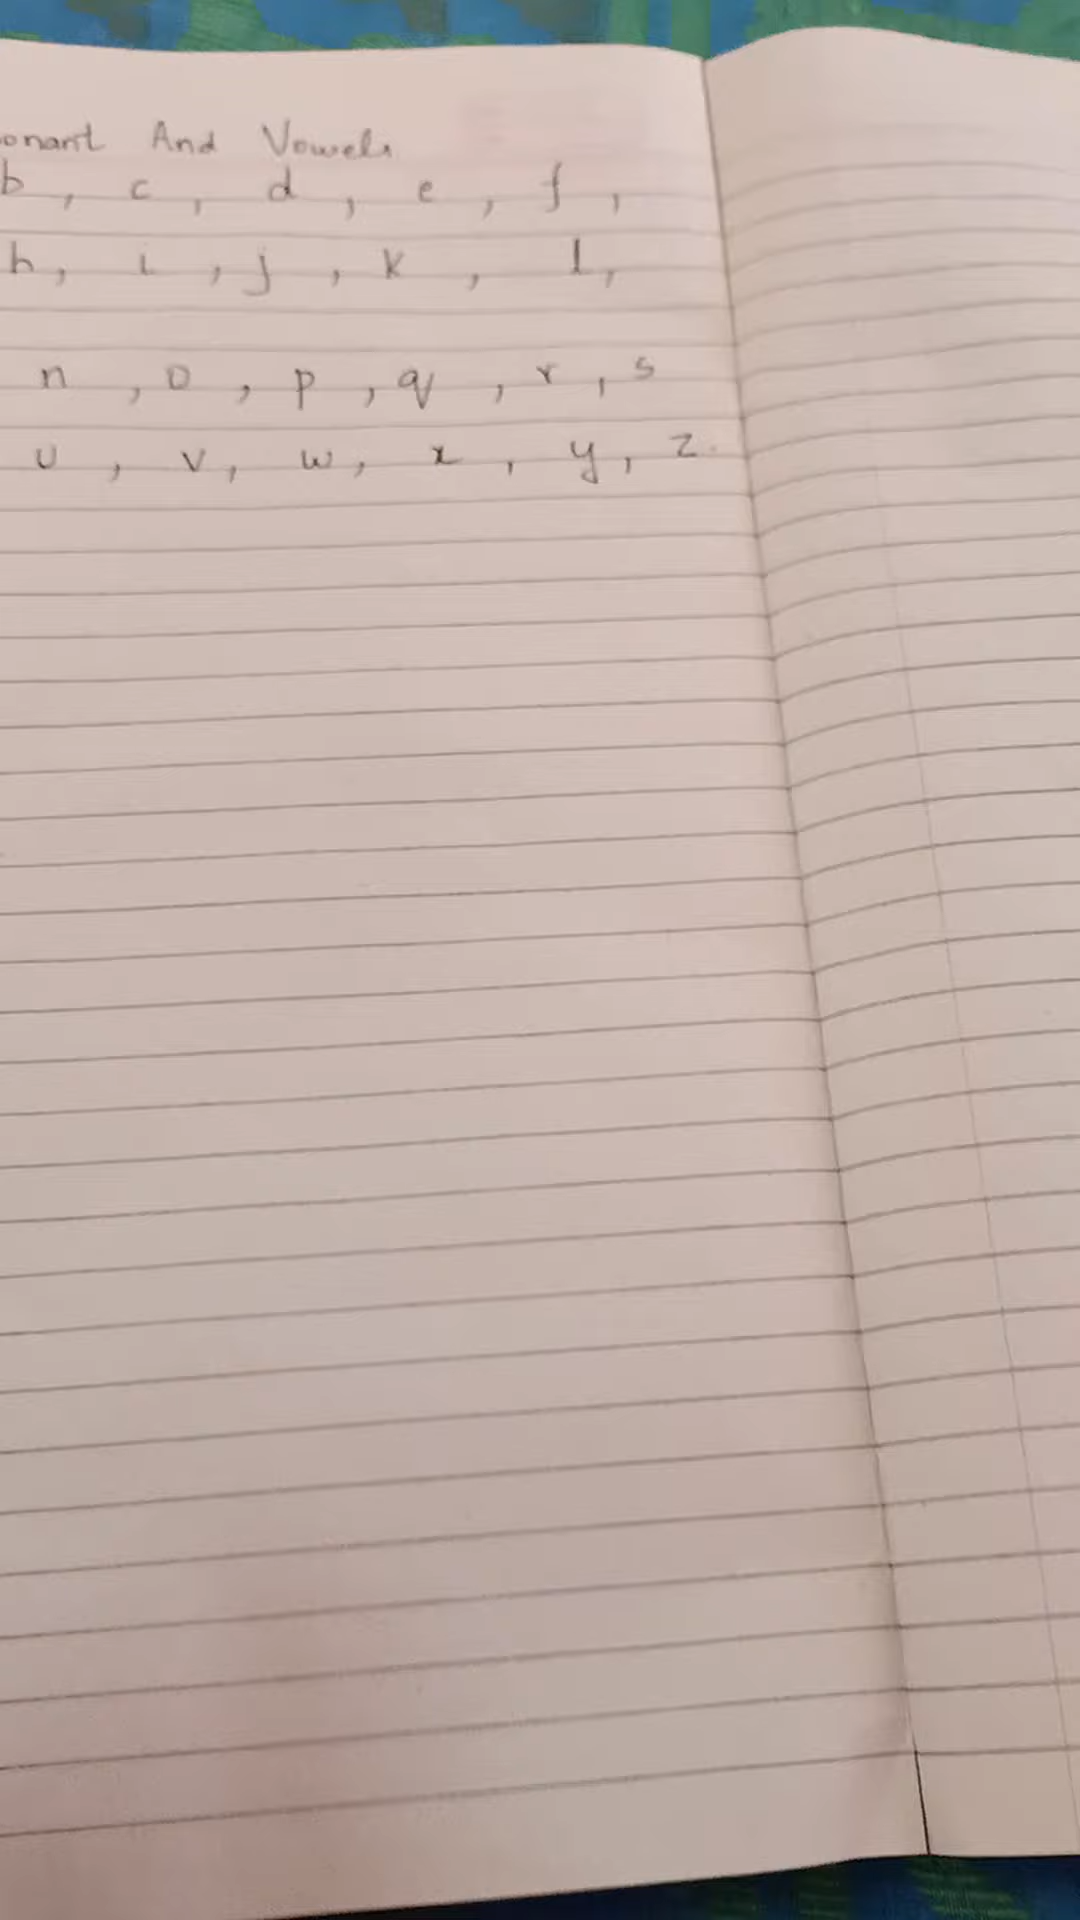 onant And Vowels
b, c, d, e, f,
h, i, j, k, l,
n, o, p, q, r, s
u, v, w, x, y, z.